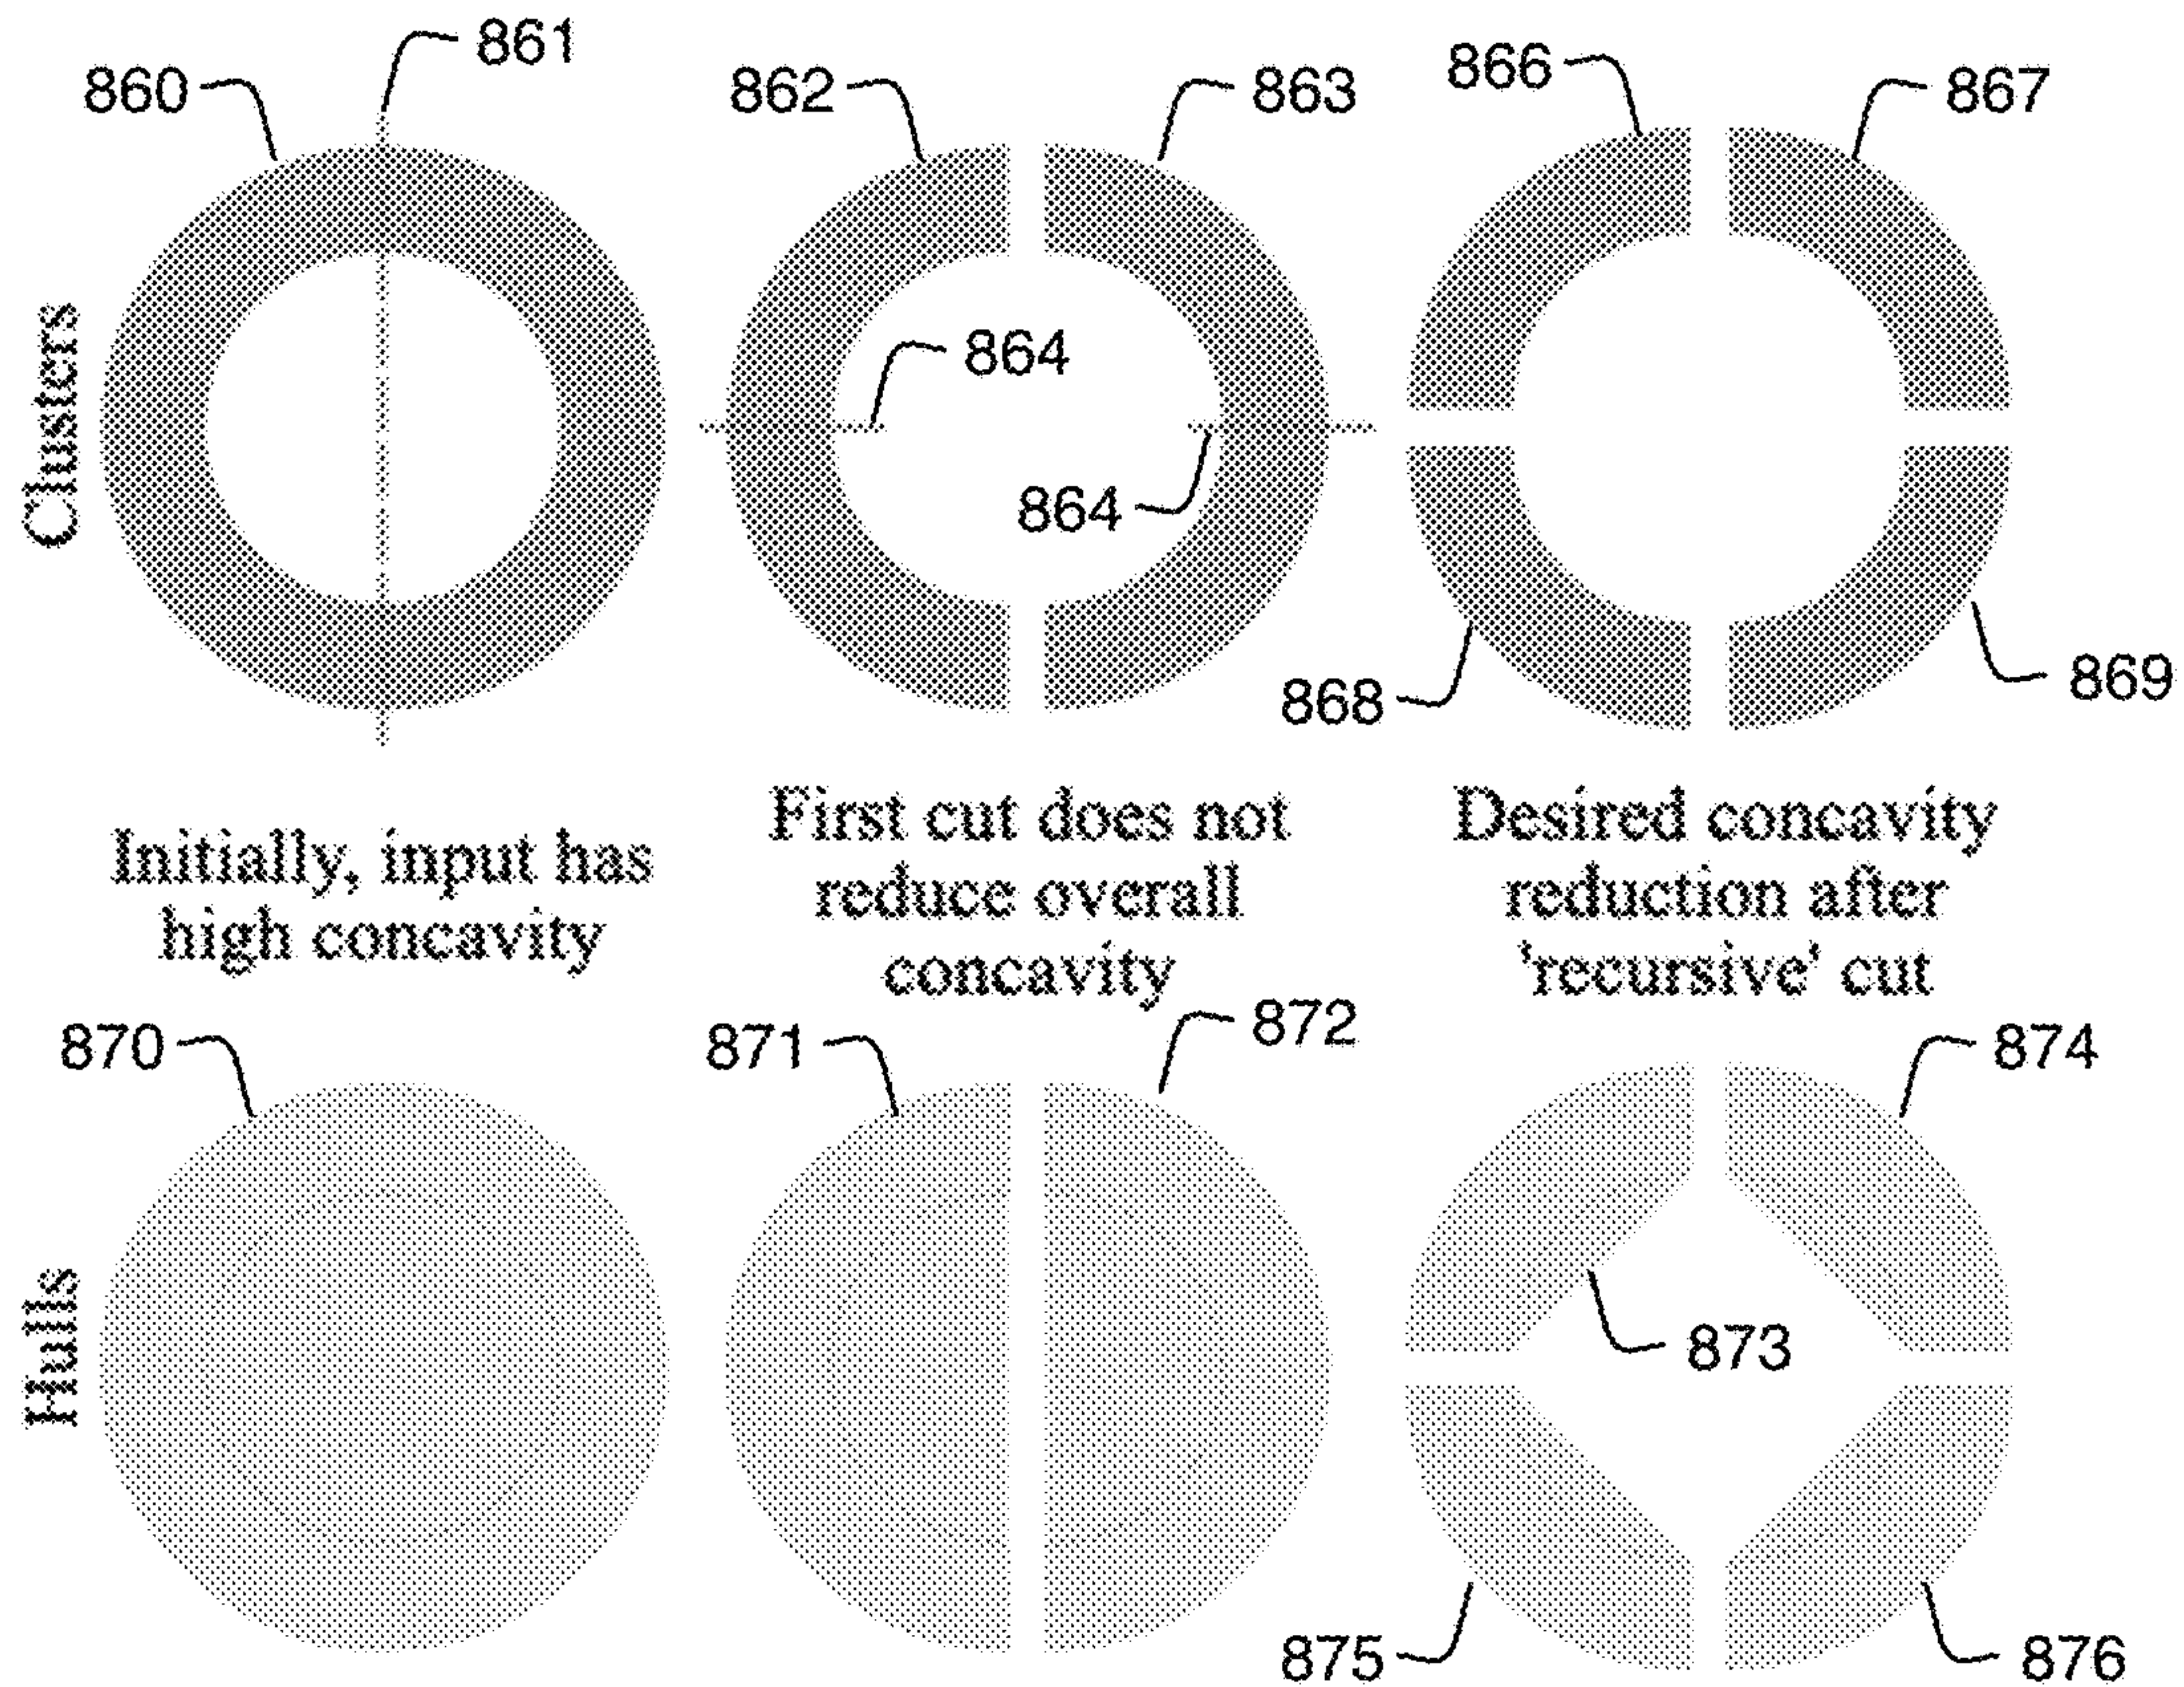 861
860
862
863
866
867
864
864
868
869
Clusters
Initially, input has
high concavity
First cut does not
reduce overall
concavity
Desired concavity
reduction after
'recursive' cut
870
871
872
874
873
875
876
Hulls